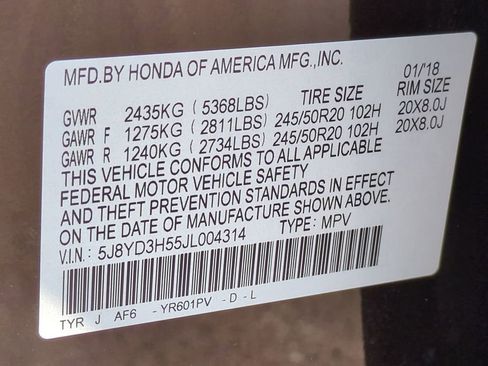 MFD.BY HONDA OF AMERICA MFG.,INC. 01/'18
GVWR 2435KG ( 5368LBS) TIRE SIZE RIM SIZE
GAWR F 1275KG ( 2811LBS) 245/50R20 102H 20X8.0J
GAWR R 1240KG ( 2734LBS) 245/50R20 102H 20X8.0J
THIS VEHICLE CONFORMS TO ALL APPLICABLE
FEDERAL MOTOR VEHICLE SAFETY
AND THEFT PREVENTION STANDARDS IN EFFECT
ON THE DATE OF MANUFACTURE SHOWN ABOVE.
V.I.N.: 5J8YD3H55JL004314 TYPE: MPV
TYR J AF6 - YR601PV - D - L